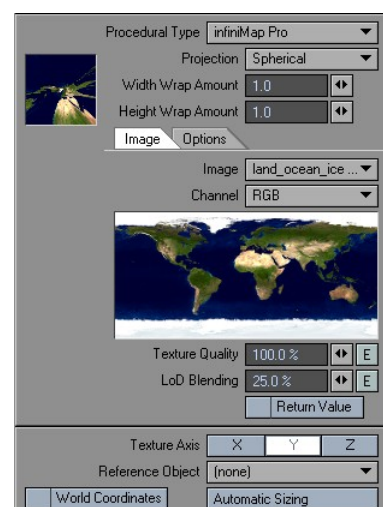 Procedural Type infiniMap Pro
Projection Spherical
Width Wrap Amount 1.0
Height Wrap Amount 1.0
Image Options
Image land_ocean_ice ...
Channel RGB
Texture Quality 100.0 % E
LoD Blending 25.0 % E
Return Value
Texture Axis X Y Z
Reference Object (none)
World Coordinates Automatic Sizing